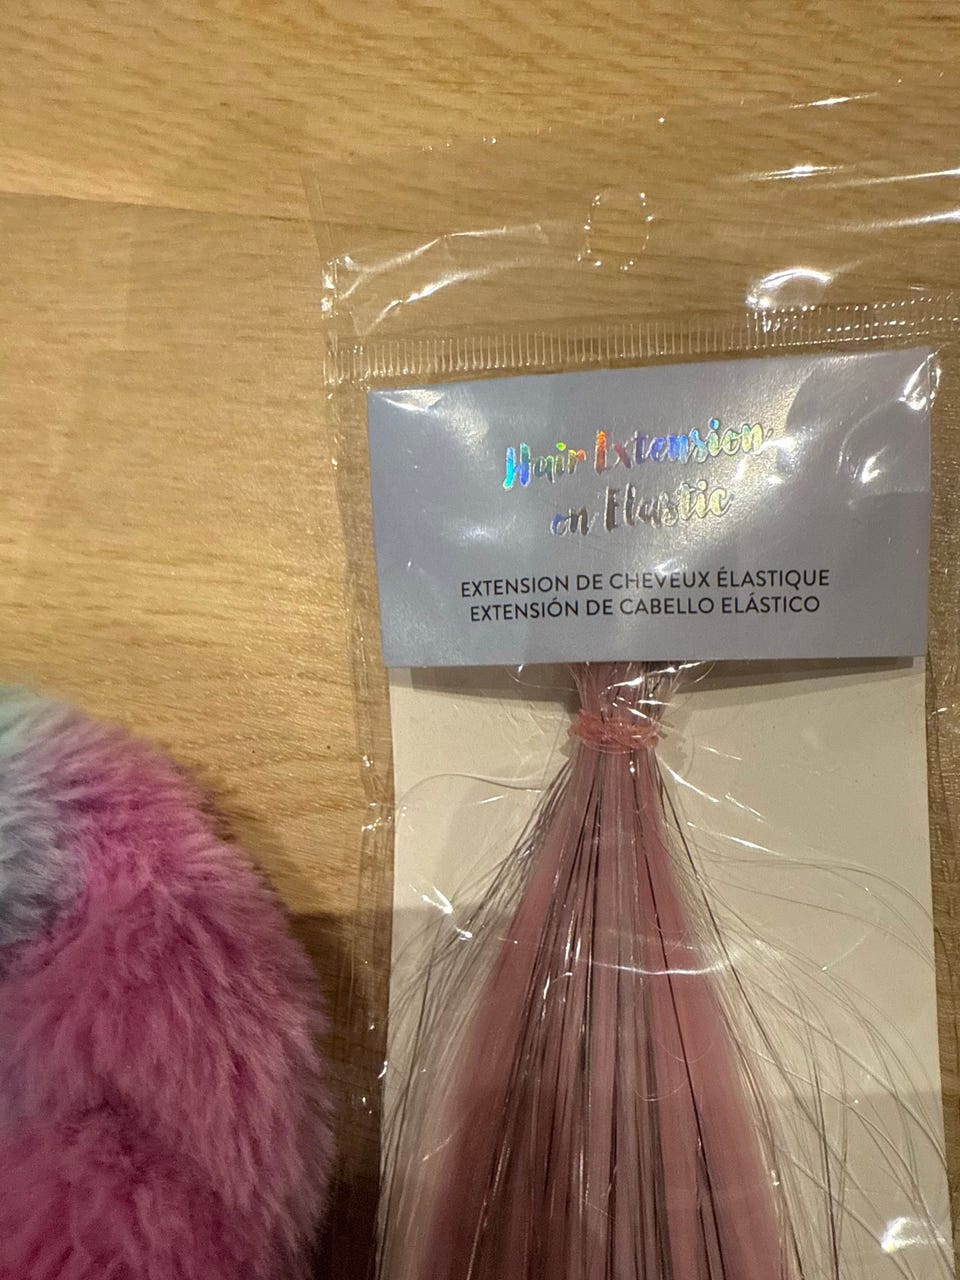 Hair Extension
on Elastic
EXTENSION DE CHEVEUX ÉLASTIQUE
EXTENSIÓN DE CABELLO ELÁSTICO